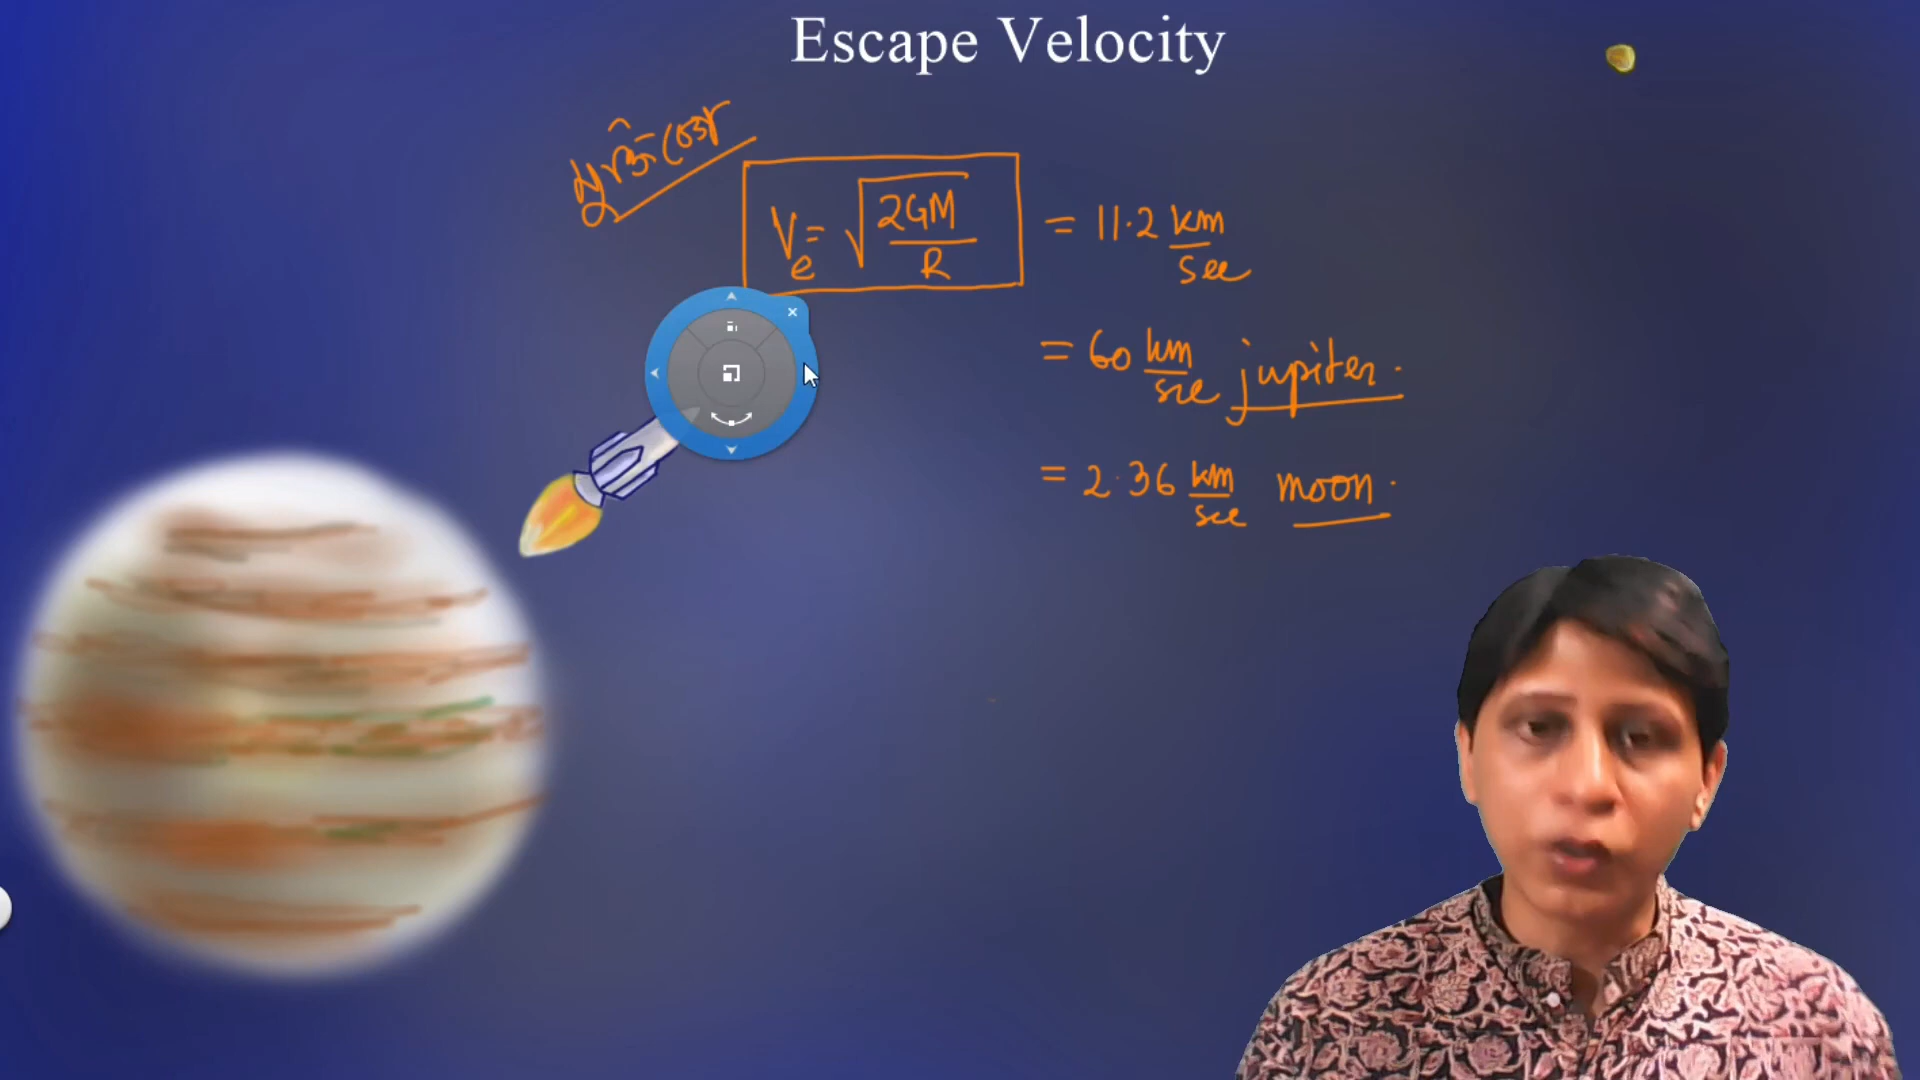 Escape Velocity
Ve = √2GM/R = 11.2 km/sec
= 60 km/sec jupiter.
= 2.36 km/sec moon.